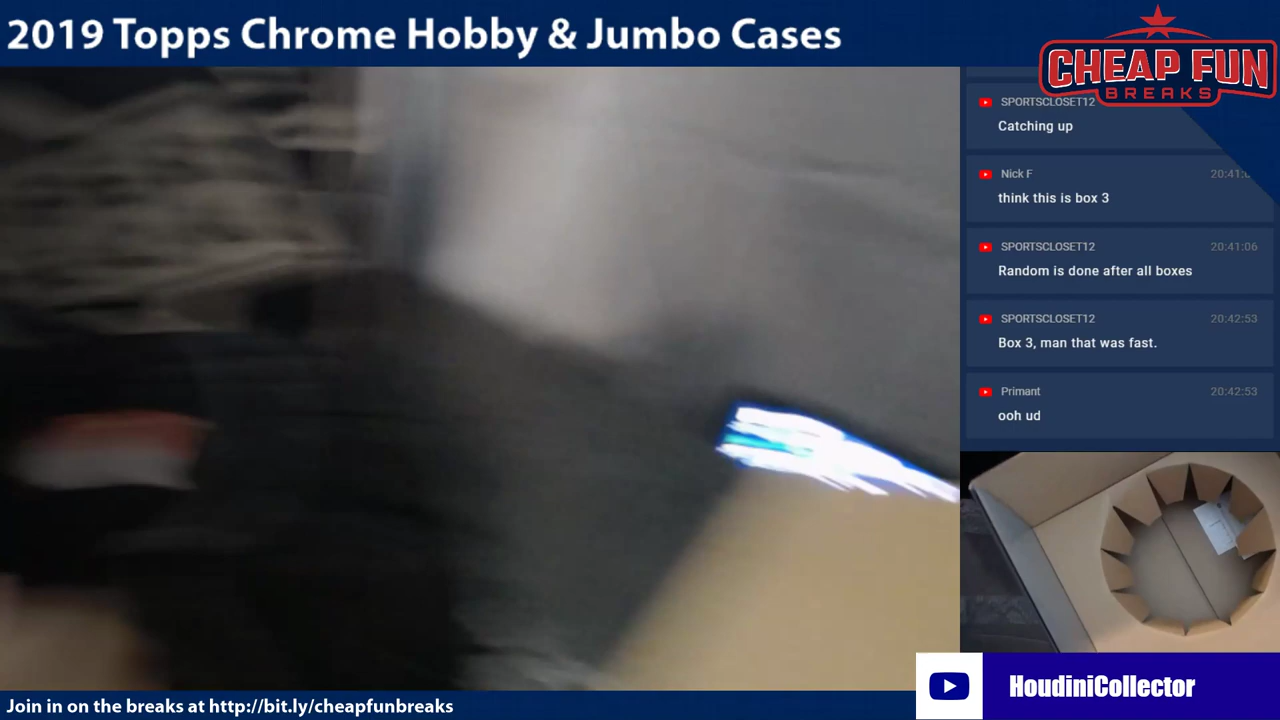 2019 Topps Chrome Hobby & Jumbo Cases
CHEAP FUN
BREAKS
SPORTSCLOSET12
Catching up
Nick F
think this is box 3
SPORTSCLOSET12 20:41:06
Random is done after all boxes
SPORTSCLOSET12 20:42:53
Box 3, man that was fast.
Primant 20:42:53
ooh ud
HoudiniCollector
Join in on the breaks at http://bit.ly/cheapfunbreaks